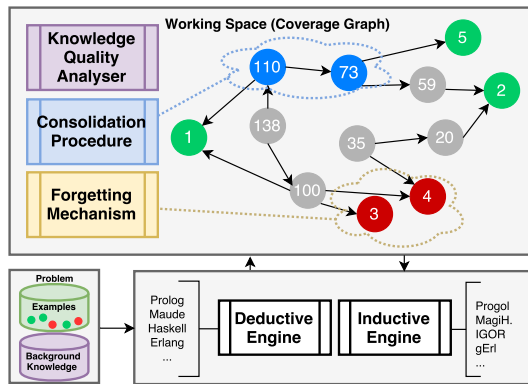 Working Space (Coverage Graph)
Knowledge
Quality
Analyser
Consolidation
Procedure
Forgetting
Mechanism
110
73
5
59
2
1
138
35
20
100
3
4
Problem
Examples
Background
Knowledge
Prolog
Maude
Haskell
Erlang
...
Deductive
Engine
Inductive
Engine
Progol
MagiH.
IGOR
gErl
...